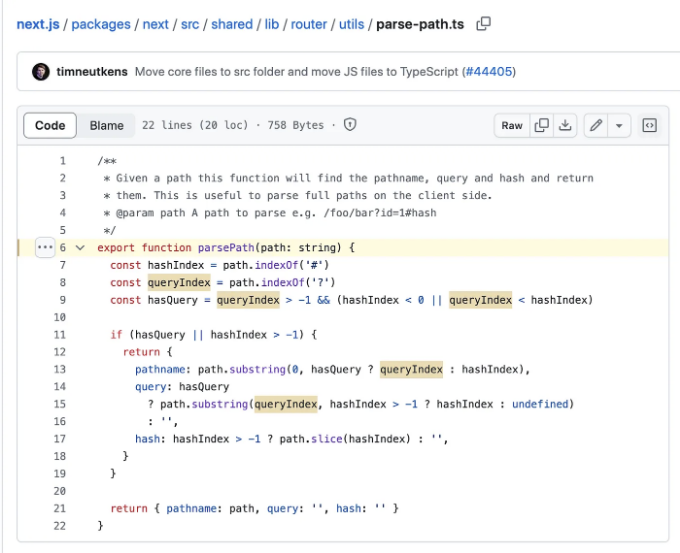 next.js / packages / next / src / shared / lib / router / utils / parse-path.ts
timneutkens Move core files to src folder and move JS files to TypeScript (#44405)
Code Blame 22 lines (20 loc) · 758 Bytes · Raw
1 /**
2 * Given a path this function will find the pathname, query and hash and return
3 * them. This is useful to parse full paths on the client side.
4 * @param path A path to parse e.g. /foo/bar?id=1#hash
5 */
6 export function parsePath(path: string) {
7 const hashIndex = path.indexOf('#')
8 const queryIndex = path.indexOf('?')
9 const hasQuery = queryIndex > -1 && (hashIndex < 0 || queryIndex < hashIndex)
10
11 if (hasQuery || hashIndex > -1) {
12 return {
13 pathname: path.substring(0, hasQuery ? queryIndex : hashIndex),
14 query: hasQuery
15 ? path.substring(queryIndex, hashIndex > -1 ? hashIndex : undefined)
16 : '',
17 hash: hashIndex > -1 ? path.slice(hashIndex) : '',
18 }
19 }
20
21 return { pathname: path, query: '', hash: '' }
22 }